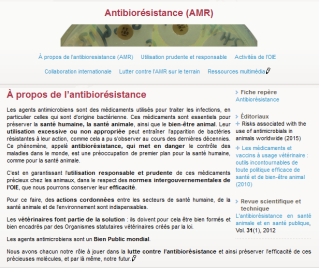 Antibiorésistance (AMR)
À propos de l'antibiorésistance (AMR) Utilisation prudente et responsable Activités de l'OIE
Collaboration internationale Lutter contre l'AMR sur le terrain Ressources multimédia
À propos de l'antibiorésistance
Les agents antimicrobiens sont des médicaments utilisés pour traiter les infections, en
particulier celles qui sont d'origine bactérienne. Ces médicaments sont essentiels pour
préserver la santé humaine, la santé animale, ainsi que le bien-être animal. Leur
utilisation excessive ou non appropriée peut entraîner l'apparition de bactéries
résistantes à leur action, comme cela a pu s'observer au cours des dernières décennies.
Ce phénomène, appelé antibiorésistance, met en danger le contrôle des
maladies dans le monde, et est une préoccupation de premier plan pour la santé humaine,
comme pour la santé animale.
C'est en garantissant l'utilisation responsable et prudente de ces médicaments
précieux chez les animaux, dans le respect des normes intergouvernementales de
l'OIE, que nous pourrons conserver leur efficacité.
Pour ce faire, des actions coordonnées entre les secteurs de santé humaine, de la
santé animale et de l'environnement sont indispensables.
Les vétérinaires font partie de la solution : ils doivent pour cela être bien formés et
bien encadrés par des Organismes statutaires vétérinaires créés par la loi.
Les agents antimicrobiens sont un Bien Public mondial.
Nous avons chacun notre rôle à jouer dans la lutte contre l'antibiorésistance et ainsi préserver l'efficacité de ces
précieuses molécules, et par là même, notre futur
Fiche repère
Antibiorésistance
Éditoriaux
Risks associated with the
use of antimicrobials in
animals worldwide (2015)
Les médicaments et
vaccins à usage vétérinaire :
outils incontournables de
toute politique efficace de
santé et de bien-être animal
(2010)
Revue scientifique et
technique
L'antibiorésistance en santé
animale et en santé publique,
Vol. 31(1), 2012